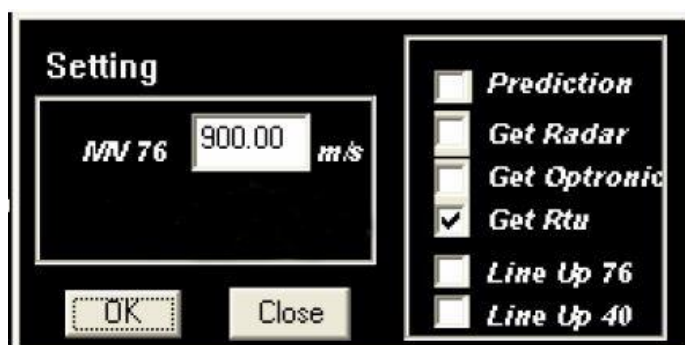 Setting
MV 76 900.00 m/s
OK Close
Prediction
Get Radar
Get Optronic
Get Rtu
Line Up 76
Line Up 40